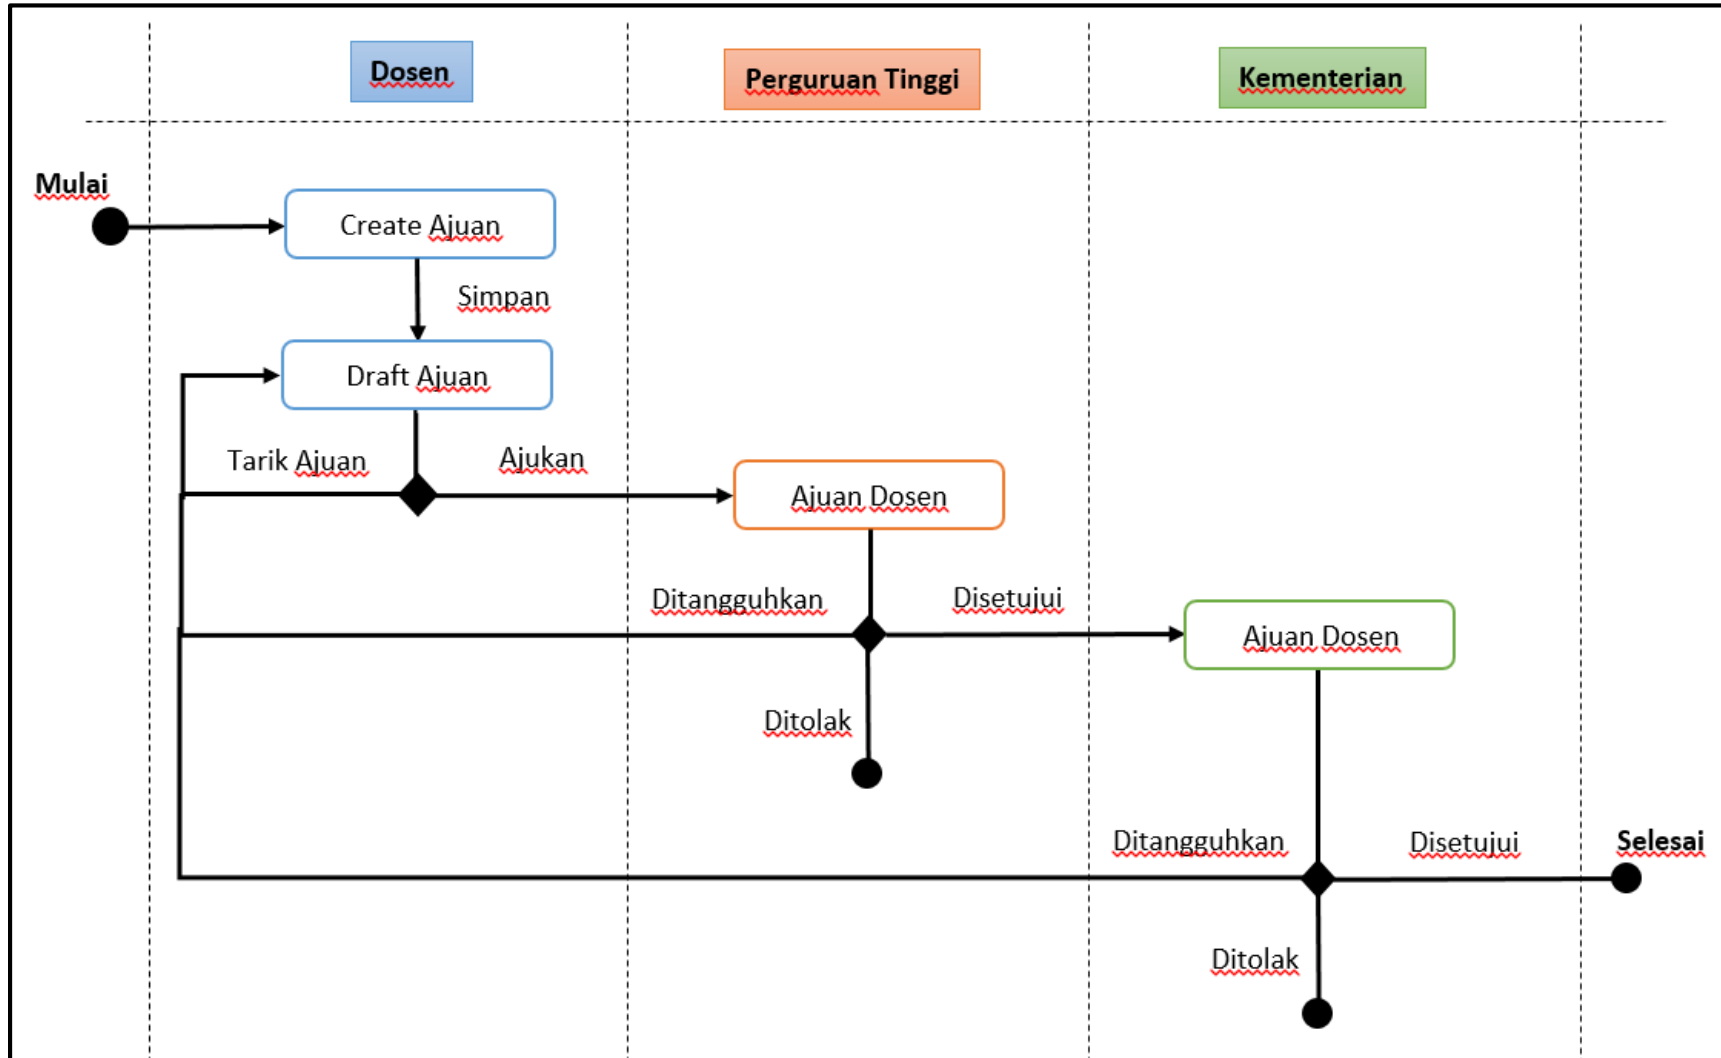 Dosen
Perguruan Tinggi
Kementerian
Mulai
Create Ajuan
Simpan
Draft Ajuan
Tarik Ajuan
Ajukan
Ajuan Dosen
Ditangguhkan
Disetujui
Ajuan Dosen
Ditolak
Ditangguhkan
Disetujui
Selesai
Ditolak